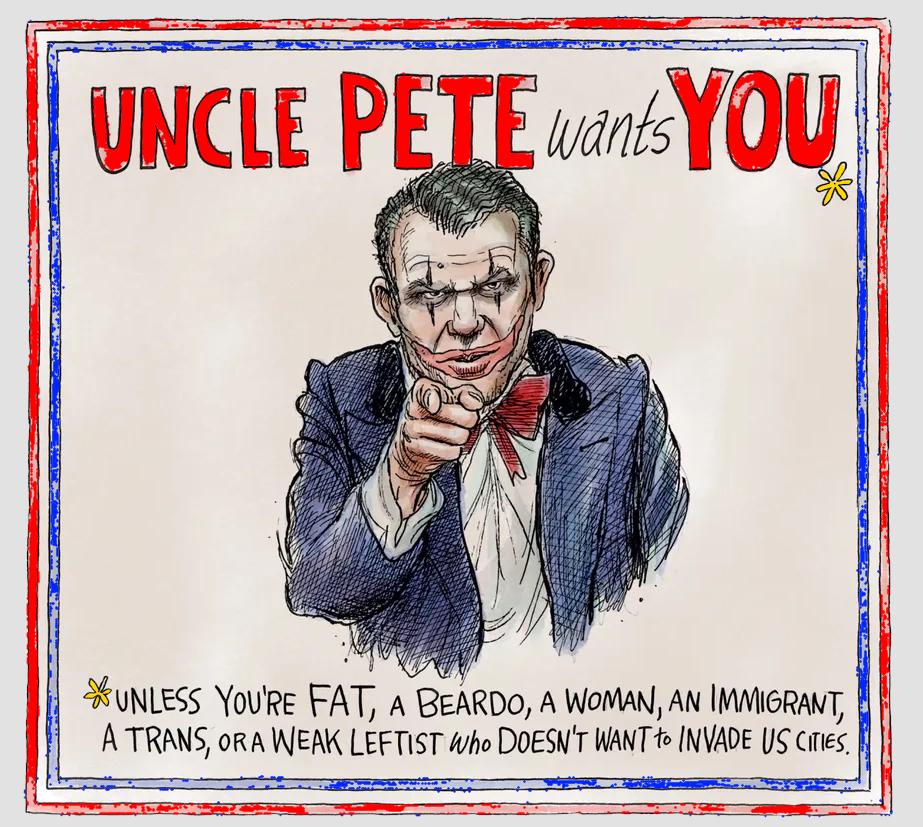 UNCLE PETE wants YOU*
*UNLESS YOU'RE FAT, A BEARDO, A WOMAN, AN IMMIGRANT,
A TRANS, OR A WEAK LEFTIST who DOESN'T WANT to INVADE US CITIES.